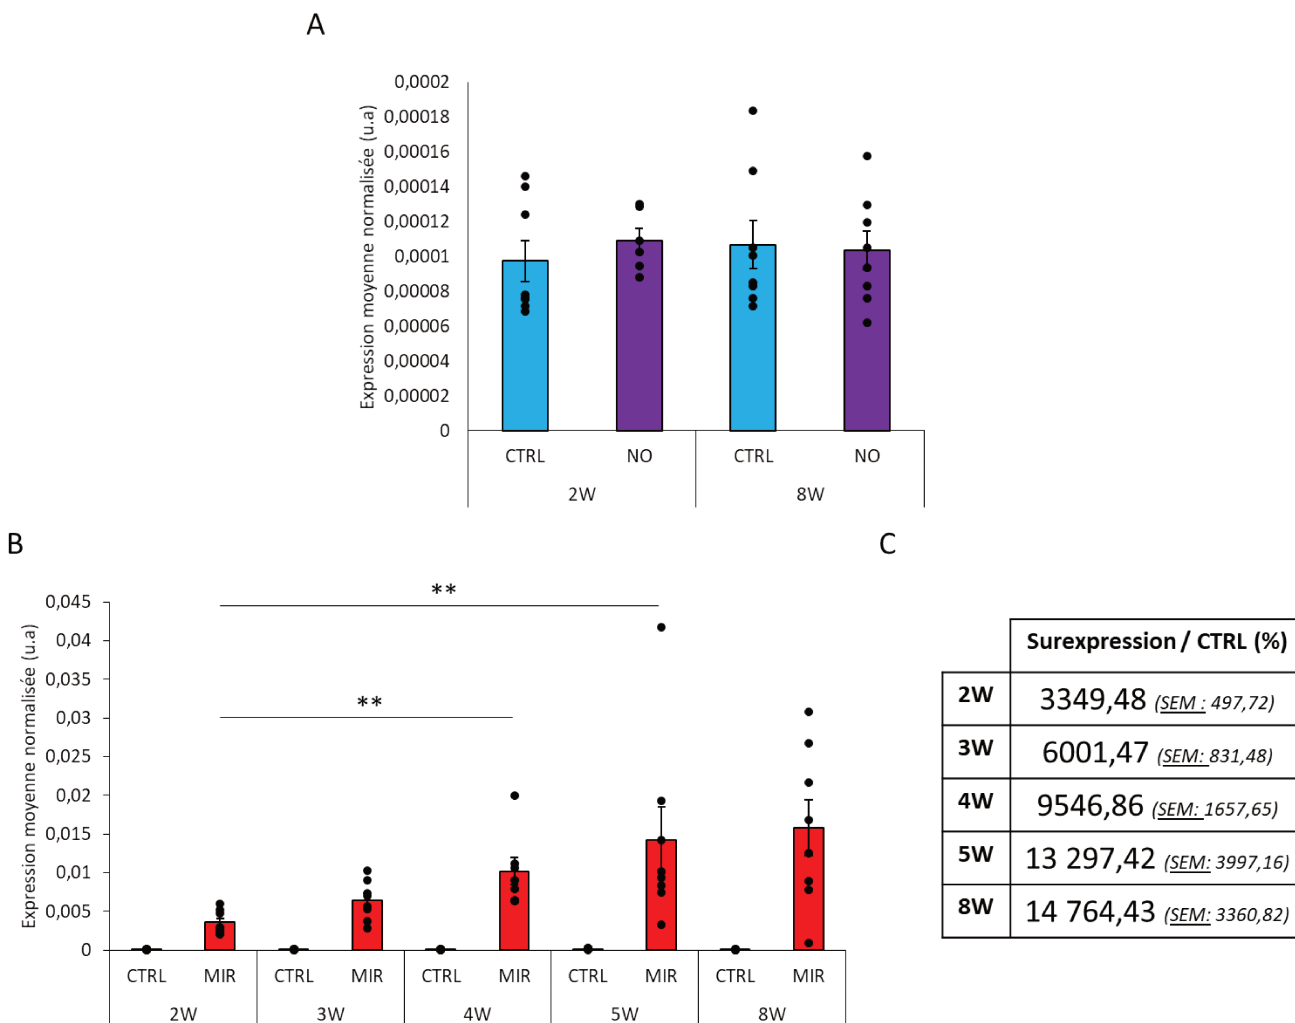 A
Expression moyenne normalisée (u.a)
0,0002
0,00018
0,00016
0,00014
0,00012
0,0001
0,00008
0,00006
0,00004
0,00002
0
CTRL NO CTRL NO
2W 8W
B
Expression moyenne normalisée (u.a)
0,045
0,04
0,035
0,03
0,025
0,02
0,015
0,01
0,005
0
**
**
CTRL MIR CTRL MIR CTRL MIR CTRL MIR CTRL MIR
2W 3W 4W 5W 8W
C
Surexpression / CTRL (%)
2W 3349,48 (SEM : 497,72)
3W 6001,47 (SEM: 831,48)
4W 9546,86 (SEM: 1657,65)
5W 13 297,42 (SEM: 3997,16)
8W 14 764,43 (SEM: 3360,82)